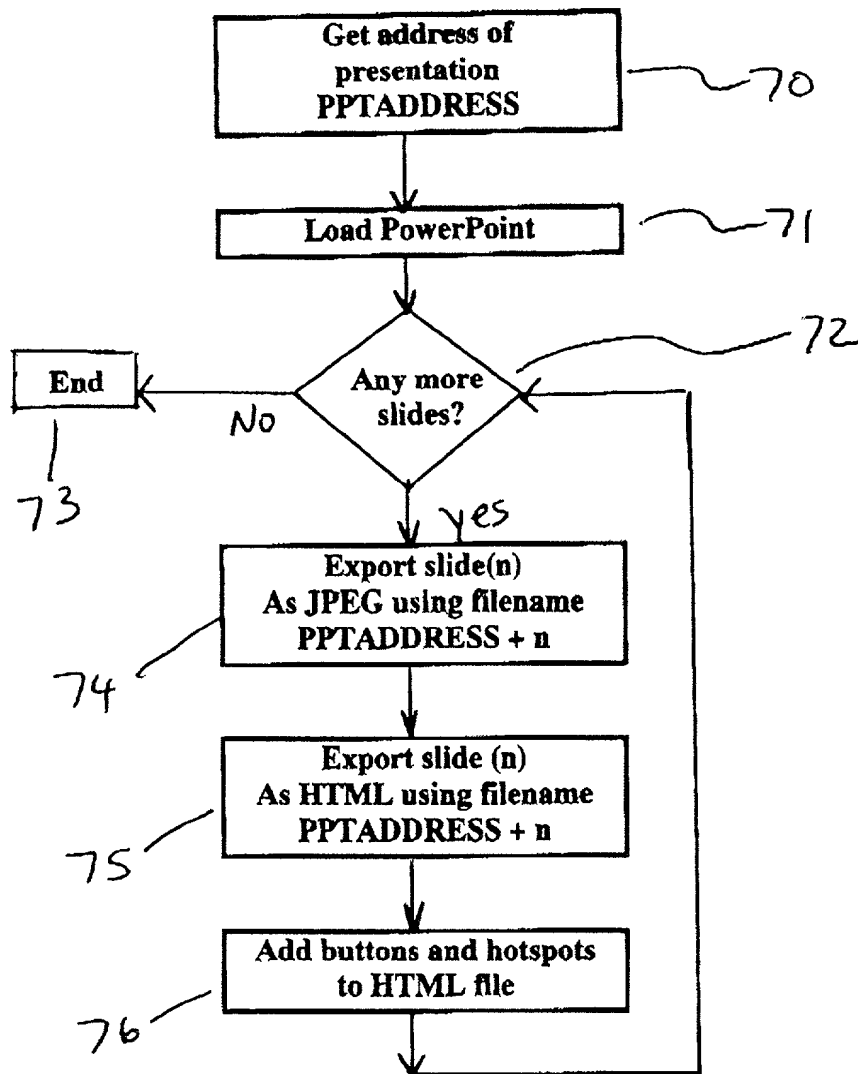 Get address of
presentation
PPTADDRESS
70
Load PowerPoint
71
72
Any more
slides?
End
No
73
yes
Export slide(n)
As JPEG using filename
PPTADDRESS + n
74
Export slide (n)
As HTML using filename
PPTADDRESS + n
75
Add buttons and hotspots
to HTML file
76